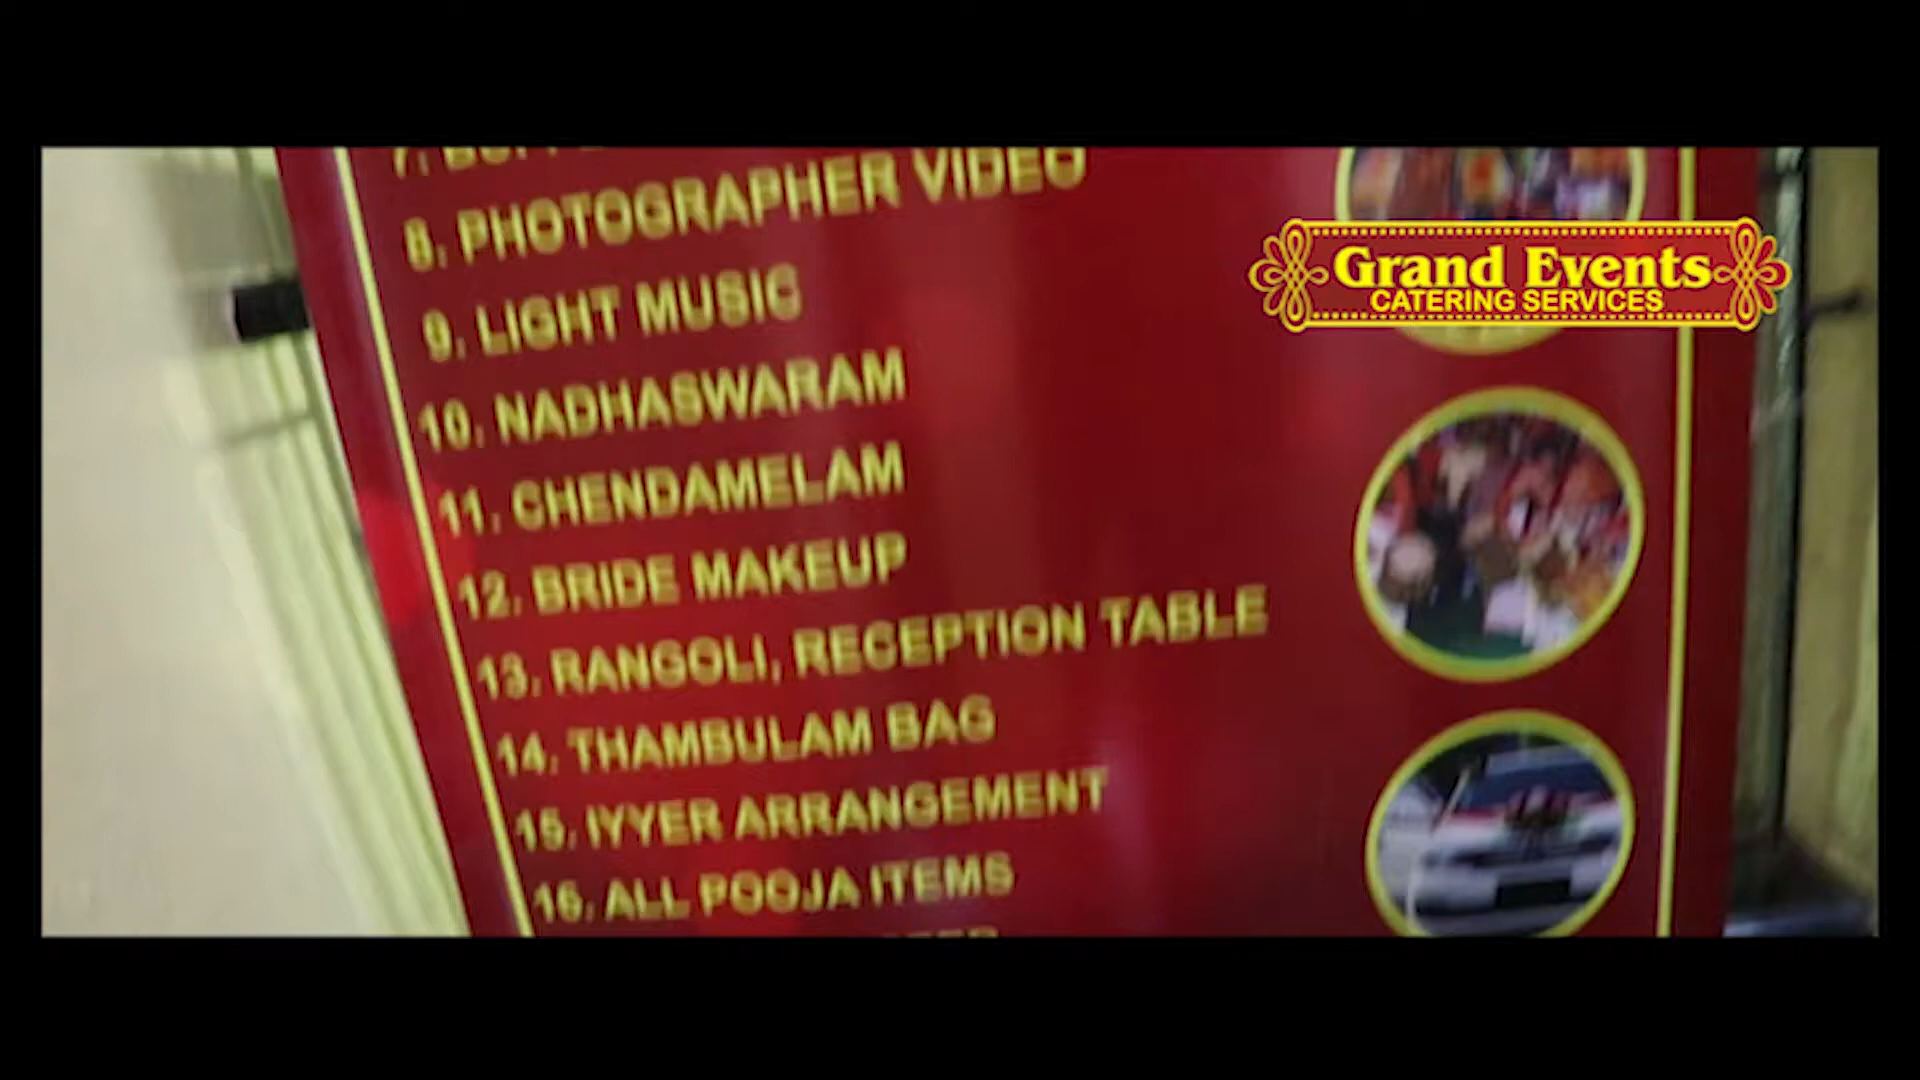 8. PHOTOGRAPHER VIDEO
9. LIGHT MUSIC
10. NADHASWARAM
11. CHENDAMELAM
12. BRIDE MAKEUP
13. RANGOLI, RECEPTION TABLE
14. THAMBULAM BAG
15. IYYER ARRANGEMENT
16. ALL POOJA ITEMS
Grand Events
CATERING SERVICES